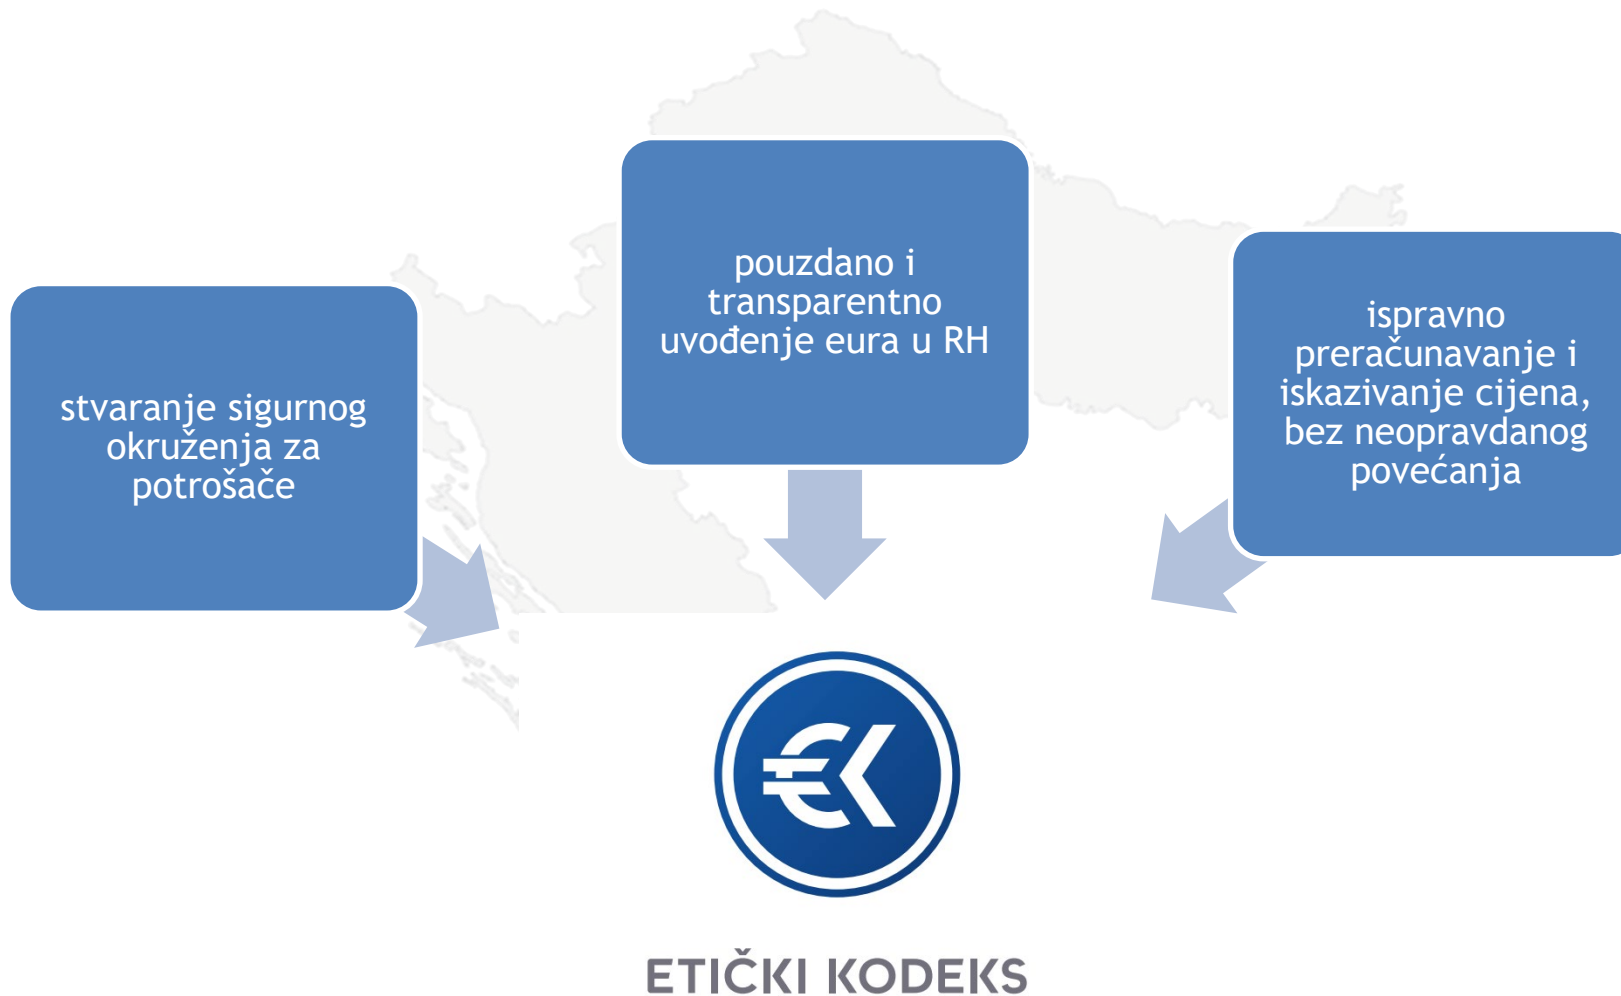 stvaranje sigurnog
okruženja za
potrošače
pouzdano i
transparentno
uvođenje eura u RH
ispravno
preračunavanje i
iskazivanje cijena,
bez neopravdanog
povećanja
€K
ETIČKI KODEKS